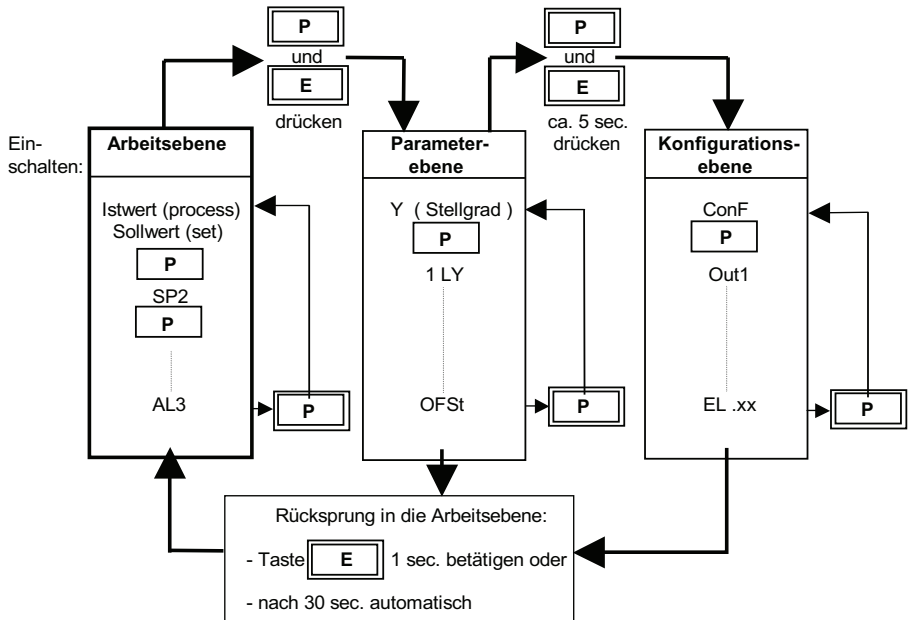 P
und
E
drücken
P
und
E
ca. 5 sec.
drücken
Ein-
schalten:
Arbeitsebene
Istwert (process)
Sollwert (set)
P
SP2
P
AL3
P
Parameter-
ebene
Y ( Stellgrad )
P
1 LY
OFSt
P
Konfigurations-
ebene
ConF
P
Out1
EL .xx
P
Rücksprung in die Arbeitsebene:
- Taste E 1 sec. betätigen oder
- nach 30 sec. automatisch